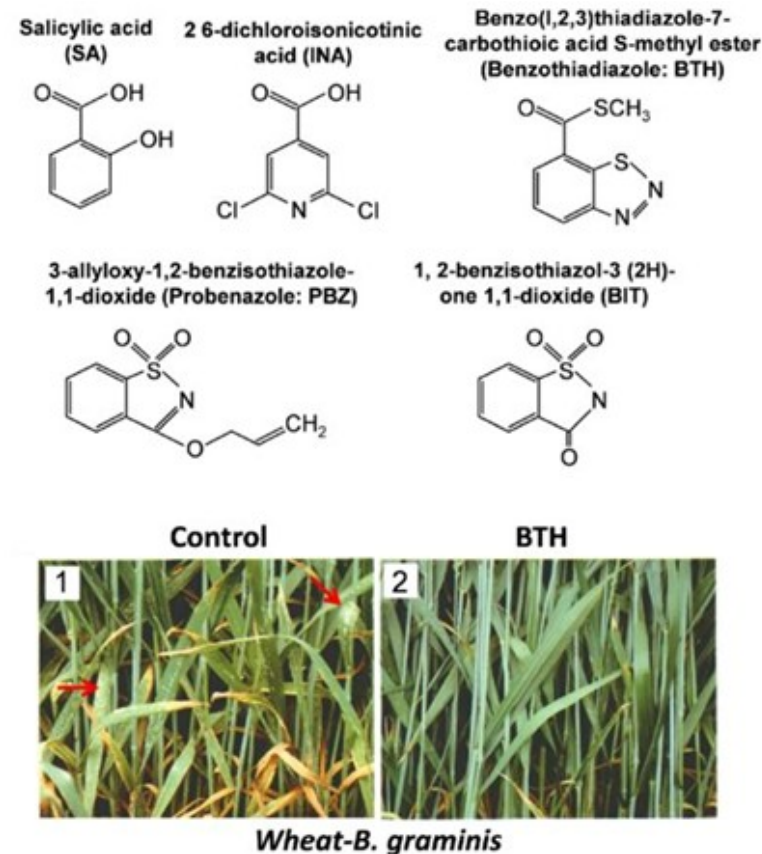 Salicylic acid
(SA)
2 6-dichloroisonicotinic
acid (INA)
Benzo(l,2,3)thiadiazole-7-
carbothioic acid S-methyl ester
(Benzothiadiazole: BTH)
O
OH
OH
O
OH
Cl
N
Cl
O
SCH3
S
N
N
3-allyloxy-1,2-benzisothiazole-
1,1-dioxide (Probenazole: PBZ)
1, 2-benzisothiazol-3 (2H)-
one 1,1-dioxide (BIT)
O
O
S
N
O
CH2
O
O
S
N
O
Control
BTH
1
2
Wheat-B. graminis